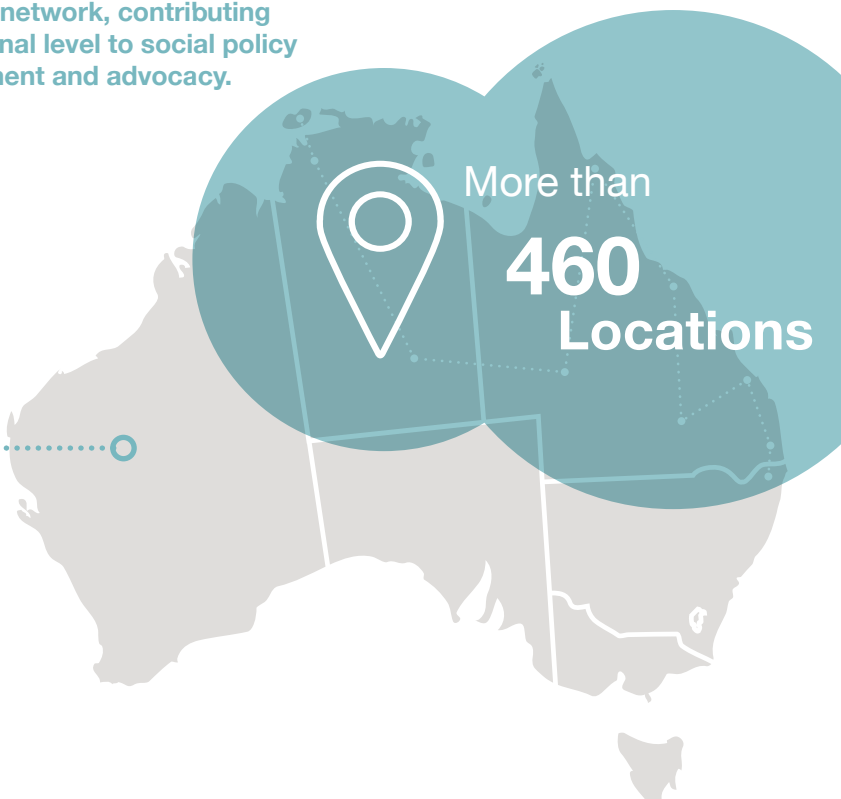 network, contributing
nal level to social policy
ent and advocacy.
More than
460
Locations